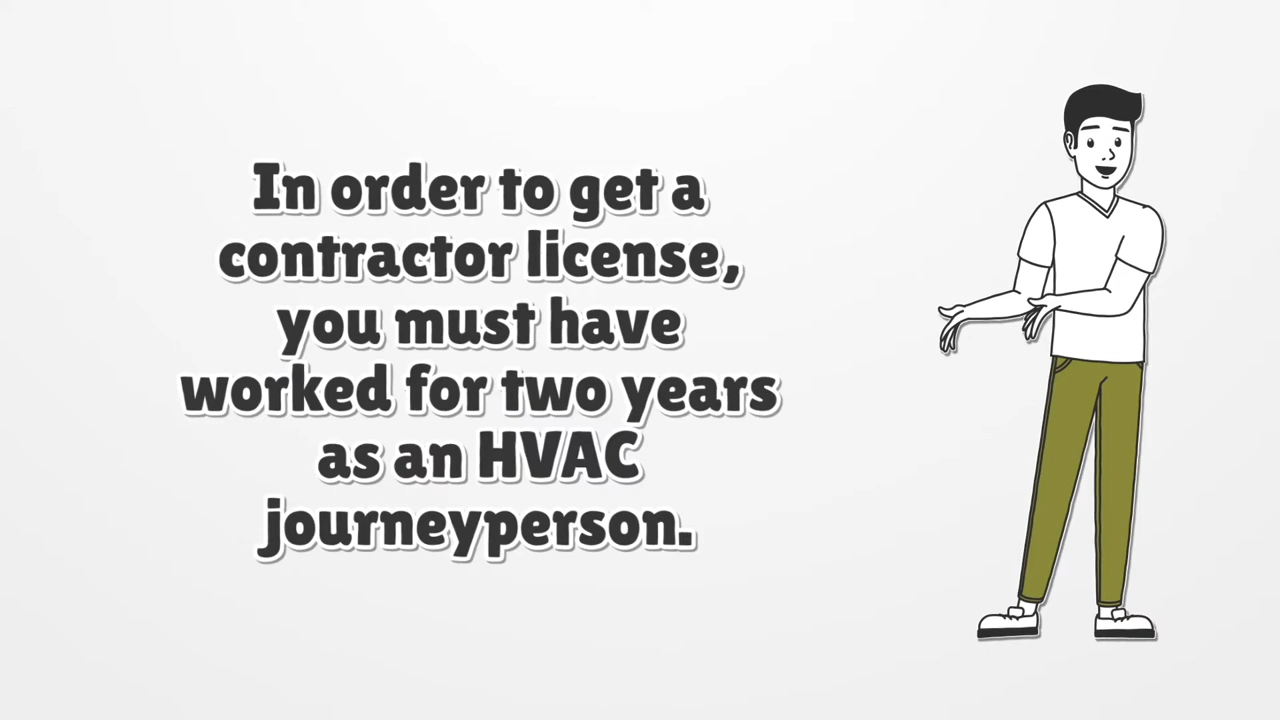 In order to get a
contractor license,
you must have
worked for two years
as an HVAC
journeyperson.